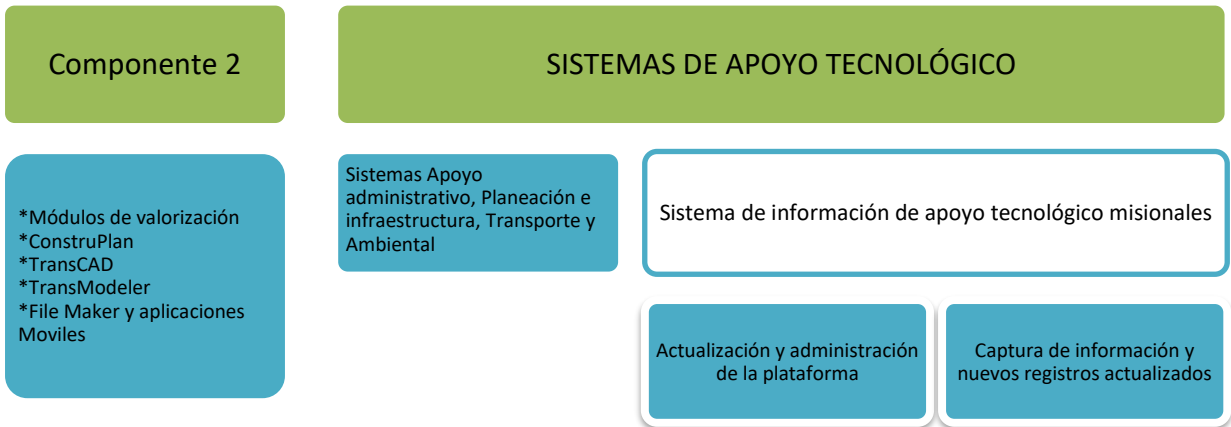 Componente 2
SISTEMAS DE APOYO TECNOLÓGICO
*Módulos de valorización
*ConstruPlan
*TransCAD
*TransModeler
*File Maker y aplicaciones
Moviles
Sistemas Apoyo
administrativo, Planeación e
infraestructura, Transporte y
Ambiental
Sistema de información de apoyo tecnológico misionales
Actualización y administración
de la plataforma
Captura de información y
nuevos registros actualizados